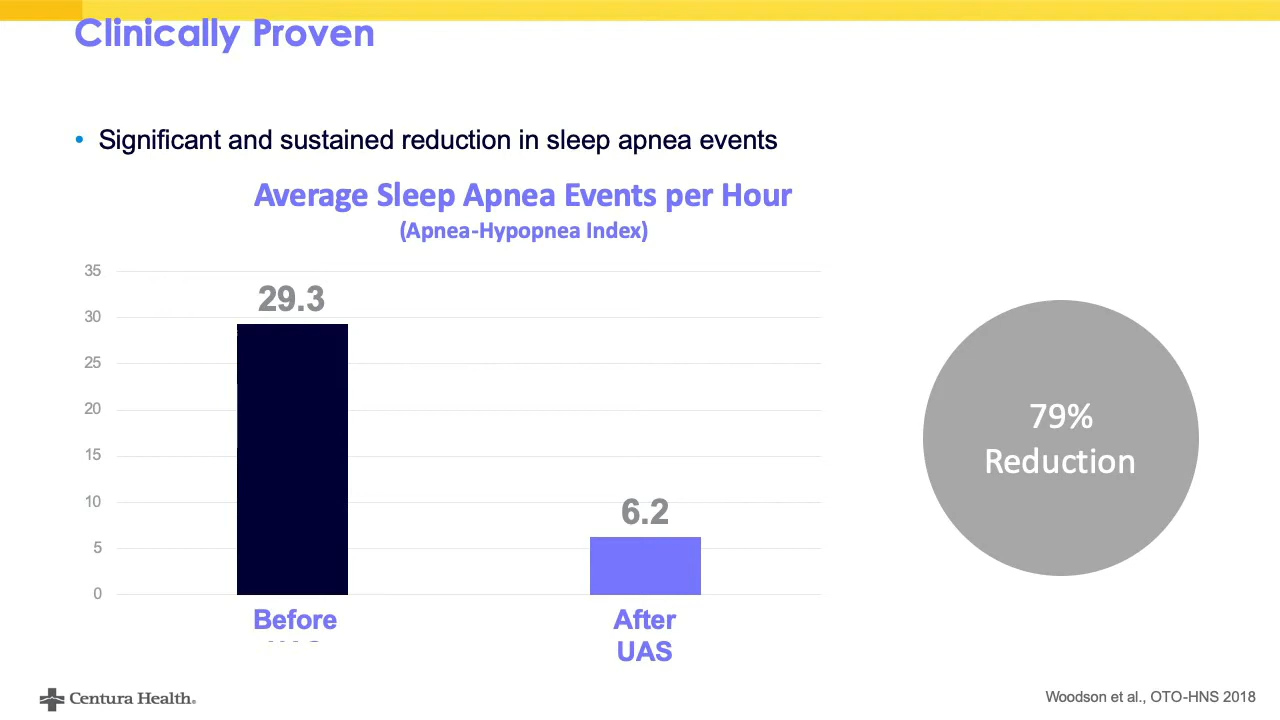 Clinically Proven
• Significant and sustained reduction in sleep apnea events
Average Sleep Apnea Events per Hour
(Apnea-Hypopnea Index)
35
30
25
20
15
10
5
0
29.3
6.2
Before
After
UAS
79%
Reduction
Centura Health®
Woodson et al., OTO-HNS 2018